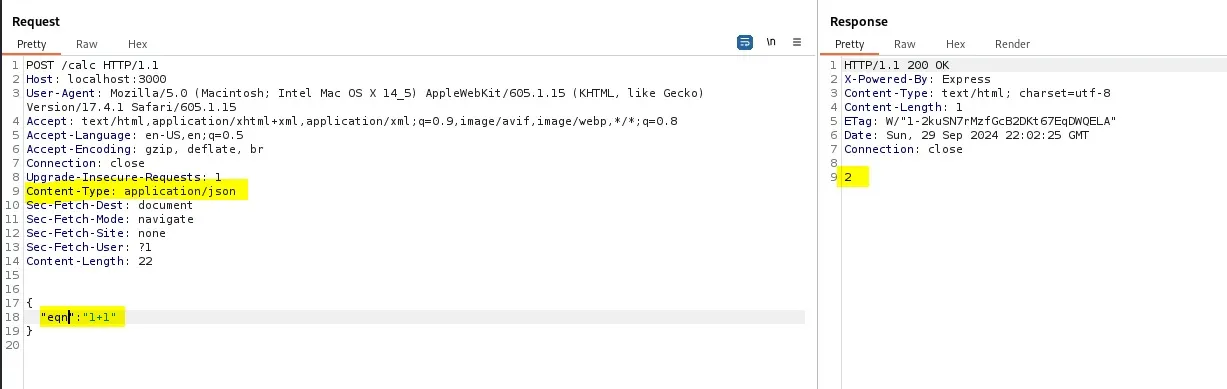 Request
Pretty Raw Hex \n
1 POST /calc HTTP/1.1
2 Host: localhost:3000
3 User-Agent: Mozilla/5.0 (Macintosh; Intel Mac OS X 14_5) AppleWebKit/605.1.15 (KHTML, like Gecko)
Version/17.4.1 Safari/605.1.15
4 Accept: text/html,application/xhtml+xml,application/xml;q=0.9,image/avif,image/webp,*/*;q=0.8
5 Accept-Language: en-US,en;q=0.5
6 Accept-Encoding: gzip, deflate, br
7 Connection: close
8 Upgrade-Insecure-Requests: 1
9 Content-Type: application/json
10 Sec-Fetch-Dest: document
11 Sec-Fetch-Mode: navigate
12 Sec-Fetch-Site: none
13 Sec-Fetch-User: ?1
14 Content-Length: 22
15
16
17 {
18 "eqn":"1+1"
19 }
20
Response
Pretty Raw Hex Render
1 HTTP/1.1 200 OK
2 X-Powered-By: Express
3 Content-Type: text/html; charset=utf-8
4 Content-Length: 1
5 ETag: W/"1-2kuSN7rMzfGcB2DKt67EqDWQELA"
6 Date: Sun, 29 Sep 2024 22:02:25 GMT
7 Connection: close
8
9 2